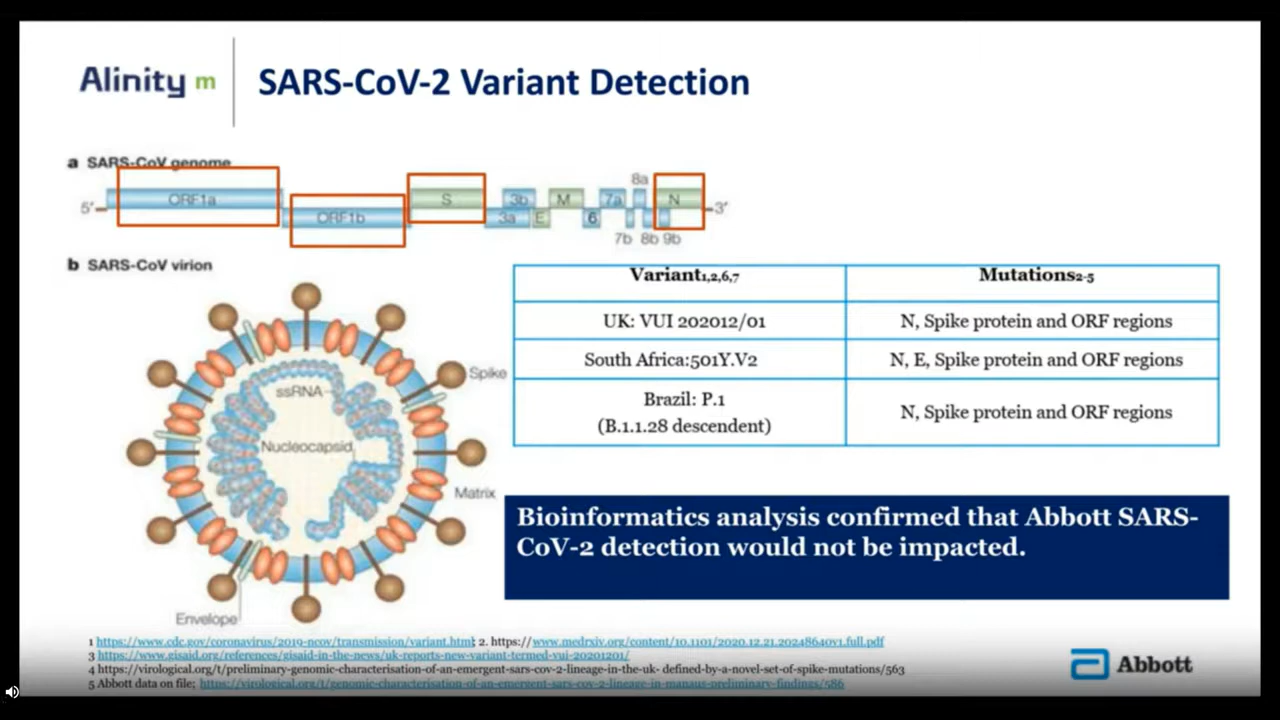 Alinity m
SARS-CoV-2 Variant Detection
a SARS-CoV genome
5′
ORF1a
ORF1b
S
3a
3b
E
M
6
7a
7b
8a
8b
9b
N
3′
b SARS-CoV virion
Spike
ssRNA
Nucleocapsid
Matrix
Envelope
Variant1,2,6,7 Mutations2-5
UK: VUI 202012/01 N, Spike protein and ORF regions
South Africa:501Y.V2 N, E, Spike protein and ORF regions
Brazil: P.1
(B.1.1.28 descendent) N, Spike protein and ORF regions
Bioinformatics analysis confirmed that Abbott SARS-
CoV-2 detection would not be impacted.
1 https://www.cdc.gov/coronavirus/2019-ncov/transmission/variant.html; 2. https://www.medrxiv.org/content/10.1101/2020.12.21.20248640v1.full.pdf
3 https://www.gisaid.org/references/gisaid-in-the-news/uk-reports-new-variant-termed-vui-20201201/
4 https://virological.org/t/preliminary-genomic-characterisation-of-an-emergent-sars-cov-2-lineage-in-the-uk- defined-by-a-novel-set-of-spike-mutations/563
5 Abbott data on file; https://virological.org/t/genomic-characterisation-of-an-emergent-sars-cov-2-lineage-in-manaus-preliminary-findings/586
Abbott